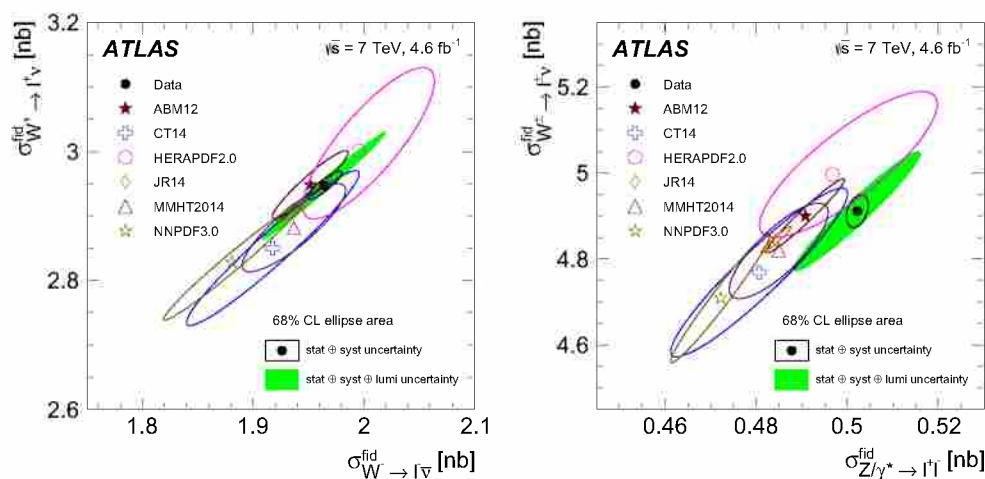 ATLAS
√s = 7 TeV, 4.6 fb⁻¹
Data
ABM12
CT14
HERAPDF2.0
JR14
MMHT2014
NNPDF3.0
68% CL ellipse area
stat ⊕ syst uncertainty
stat ⊕ syst ⊕ lumi uncertainty
σ^fid_W⁺ → l⁺ν [nb]
3.2
3
2.8
2.6
1.8
1.9
2
2.1
σ^fid_W⁻ → l⁻ν̅ [nb]
ATLAS
√s = 7 TeV, 4.6 fb⁻¹
Data
ABM12
CT14
HERAPDF2.0
JR14
MMHT2014
NNPDF3.0
68% CL ellipse area
stat ⊕ syst uncertainty
stat ⊕ syst ⊕ lumi uncertainty
σ^fid_W^± → l^±ν [nb]
5.2
5
4.8
4.6
0.46
0.48
0.5
0.52
σ^fid_Z/γ* → l⁺l⁻ [nb]